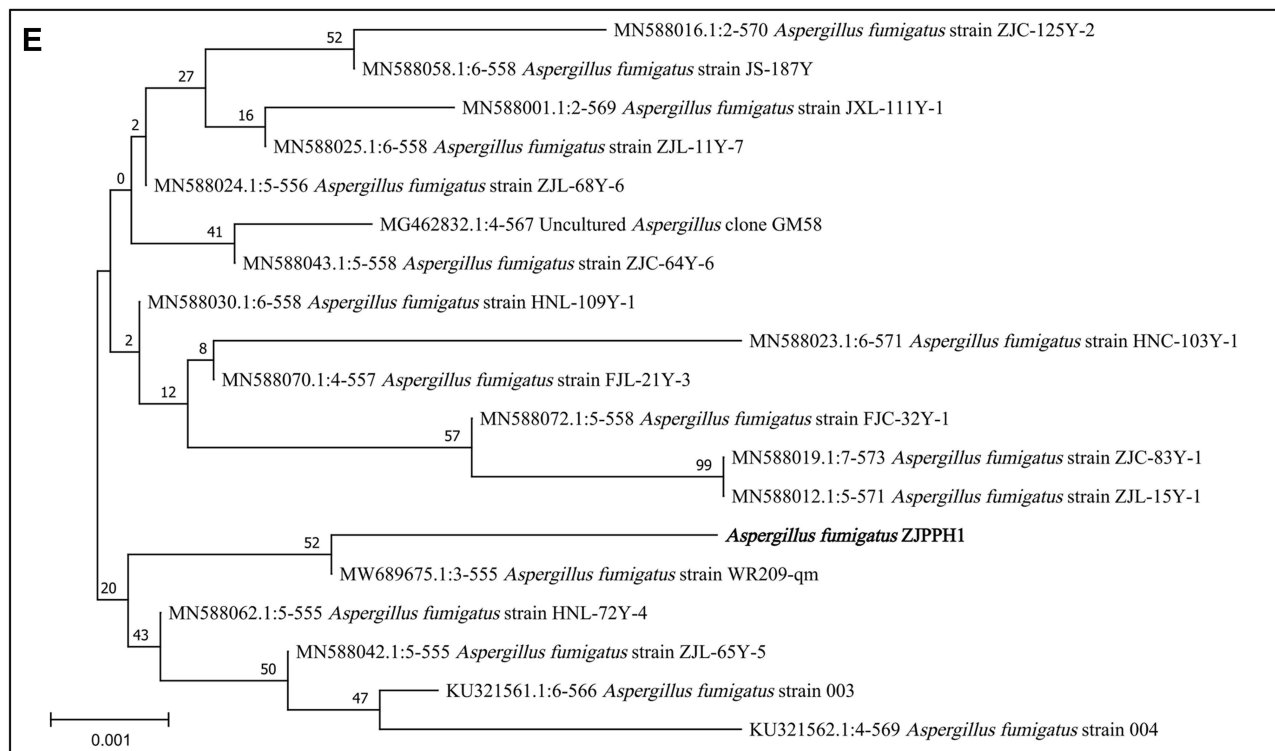 E
MN588016.1:2-570 Aspergillus fumigatus strain ZJC-125Y-2
52
MN588058.1:6-558 Aspergillus fumigatus strain JS-187Y
27
MN588001.1:2-569 Aspergillus fumigatus strain JXL-111Y-1
16
MN588025.1:6-558 Aspergillus fumigatus strain ZJL-11Y-7
2
MN588024.1:5-556 Aspergillus fumigatus strain ZJL-68Y-6
0
MG462832.1:4-567 Uncultured Aspergillus clone GM58
41
MN588043.1:5-558 Aspergillus fumigatus strain ZJC-64Y-6
MN588030.1:6-558 Aspergillus fumigatus strain HNL-109Y-1
2
MN588023.1:6-571 Aspergillus fumigatus strain HNC-103Y-1
8
MN588070.1:4-557 Aspergillus fumigatus strain FJL-21Y-3
12
MN588072.1:5-558 Aspergillus fumigatus strain FJC-32Y-1
57
MN588019.1:7-573 Aspergillus fumigatus strain ZJC-83Y-1
99
MN588012.1:5-571 Aspergillus fumigatus strain ZJL-15Y-1
Aspergillus fumigatus ZJPPH1
52
MW689675.1:3-555 Aspergillus fumigatus strain WR209-qm
20
MN588062.1:5-555 Aspergillus fumigatus strain HNL-72Y-4
43
MN588042.1:5-555 Aspergillus fumigatus strain ZJL-65Y-5
50
KU321561.1:6-566 Aspergillus fumigatus strain 003
47
KU321562.1:4-569 Aspergillus fumigatus strain 004
0.001